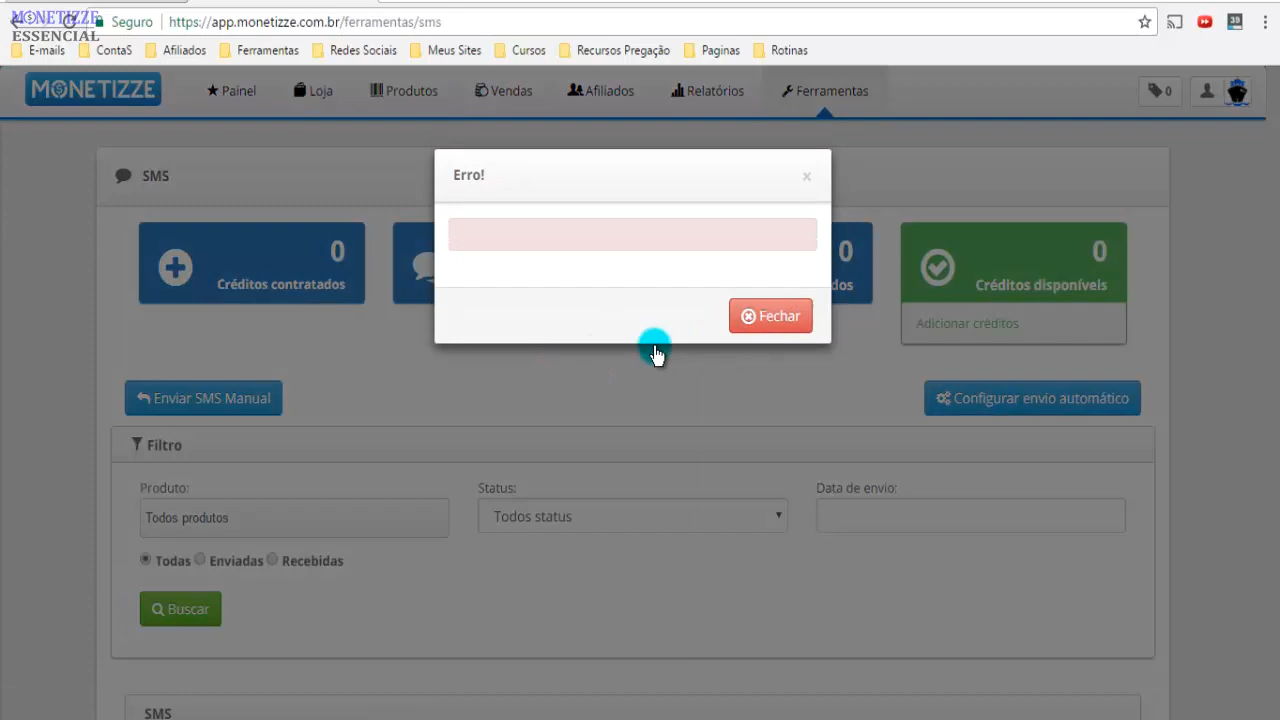 MONETIZZE
ESSENCIAL
Seguro https://app.monetizze.com.br/ferramentas/sms
39
E-mails ContaS Afiliados Ferramentas Redes Sociais Meus Sites Cursos Recursos Pregação Paginas Rotinas
MONETIZZE Painel Loja Produtos Vendas Afiliados Relatórios Ferramentas 0
SMS
Erro! x
0
Créditos contratados
0
dos
0
Créditos disponíveis
Adicionar créditos
Fechar
Enviar SMS Manual
Configurar envio automático
Filtro
Produto: Status: Data de envio:
Todos produtos Todos status
Todas Enviadas Recebidas
Buscar
SMS